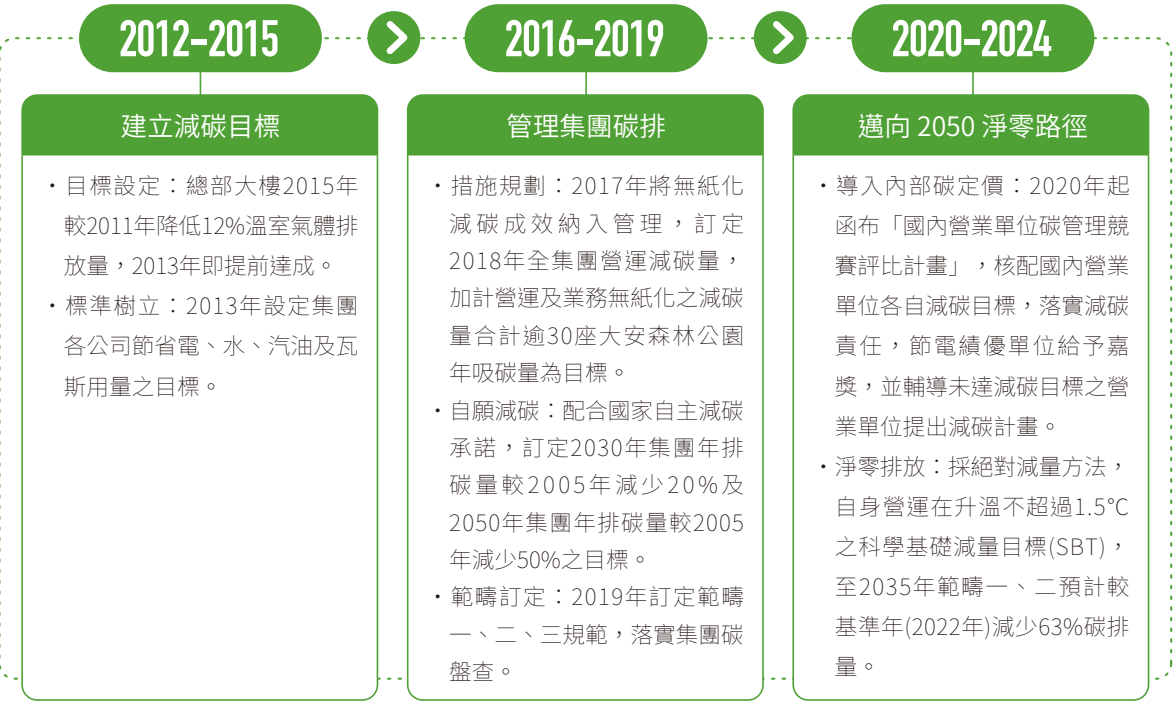 2012-2015
建立減碳目標
・目標設定：總部大樓2015年
較2011年降低12%溫室氣體排
放量，2013年即提前達成。
・標準樹立：2013年設定集團
各公司節省電、水、汽油及瓦
斯用量之目標。
2016-2019
管理集團碳排
・措施規劃：2017年將無紙化
減碳成效納入管理，訂定
2018年全集團營運減碳量，
加計營運及業務無紙化之減碳
量合計逾30座大安森林公園
年吸碳量為目標。
・自願減碳：配合國家自主減碳
承諾，訂定2030年集團年排
碳量較2005年減少20%及
2050年集團年排碳量較2005
年減少50%之目標。
・範疇訂定：2019年訂定範疇
一、二、三規範，落實集團碳
盤查。
2020-2024
邁向 2050 淨零路徑
・導入內部碳定價：2020年起
函布「國內營業單位碳管理競
賽評比計畫」，核配國內營業
單位各自減碳目標，落實減碳
責任，節電績優單位給予嘉
獎，並輔導未達減碳目標之營
業單位提出減碳計畫。
・淨零排放：採絕對減量方法，
自身營運在升溫不超過1.5℃
之科學基礎減量目標(SBT)，
至2035年範疇一、二預計較
基準年(2022年)減少63%碳排
量。